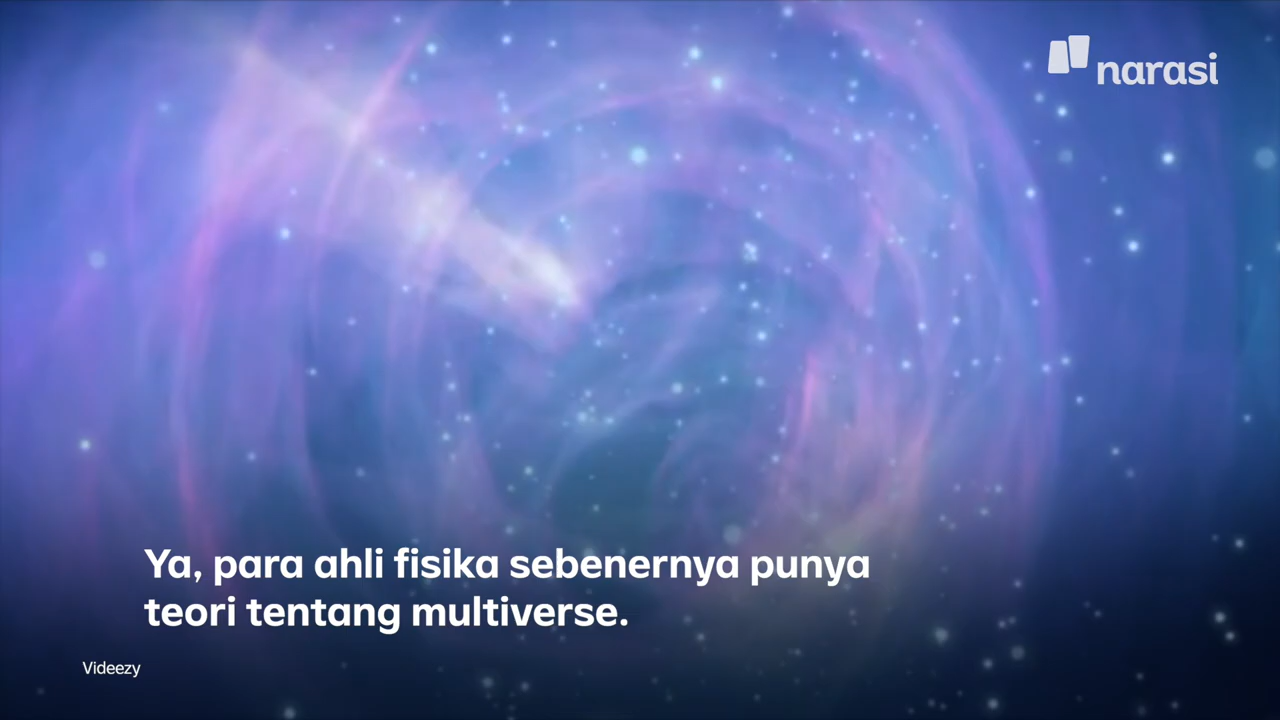 narasi
Ya, para ahli fisika sebenernya punya
teori tentang multiverse.
Videezy